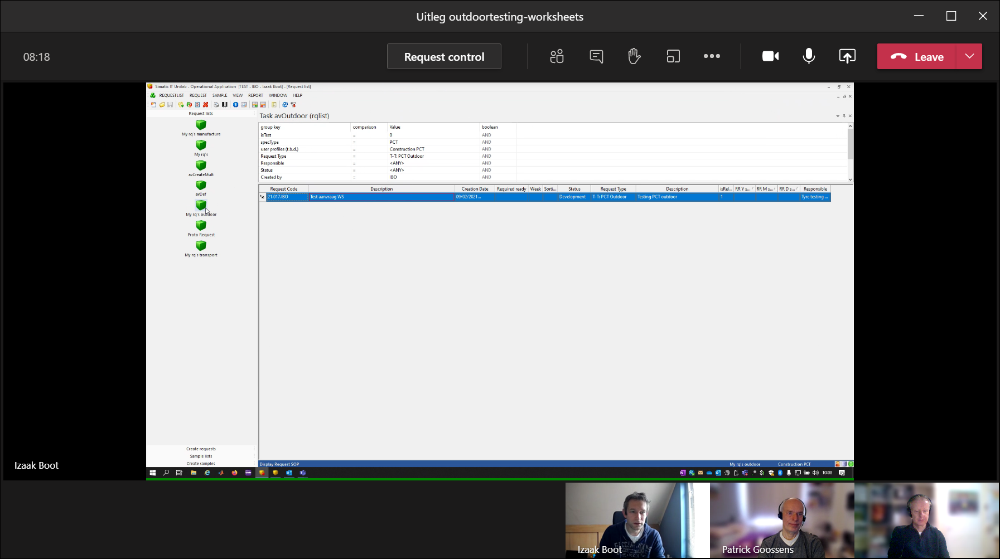 Uitleg outdoortesting-worksheets
08:18
Request control
Leave
Simatic IT Unilab - Operational Application [TEST - IBO - Izaak Boot] - [Request list]
REQUESTLIST REQUEST SAMPLE VIEW REPORT WINDOW HELP
Request lists
My rq's manufacture
My rq's
avCreateMult
avDef
My rq's outdoor
Proto Request
My rq's transport
Create requests
Sample lists
Create samples
Task avOutdoor (rqlist)
group key comparison Value boolean
isTest = 0 AND
specType = PCT AND
user profiles (t.b.d.) = Construction PCT AND
Request Type = T-T: PCT Outdoor AND
Responsible = <ANY> AND
Status = <ANY> AND
Created by = IBO AND
Request Code Description Creation Date Required ready Week Sorti... Status Request Type Description isRel... RR Y s... RR M s... RR D s... Responsible
21.017.IBO Test aanvraag WS 09/02/2021... Development T-T: PCT Outdoor Testing PCT outdoor 1 Tyre testing ...
Display Request SOP My rq's outdoor Construction PCT
10:08
Izaak Boot
Izaak Boot
Patrick Goossens